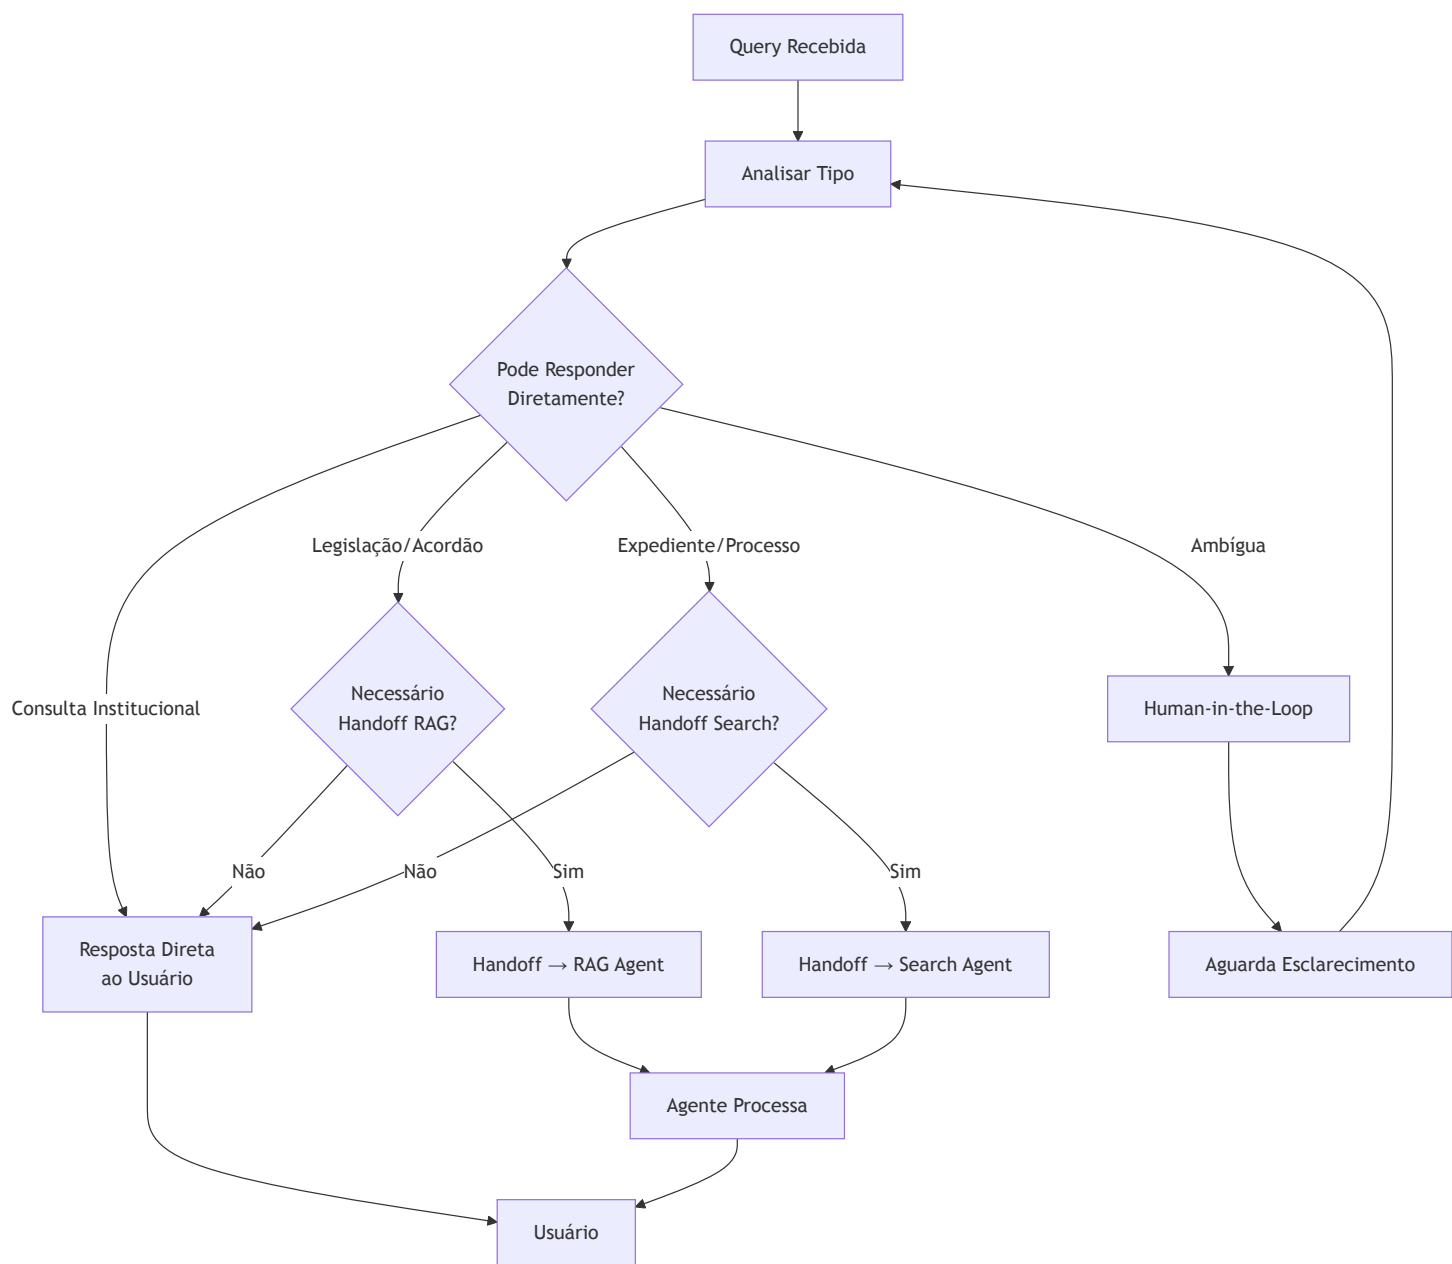 Query Recebida
Analisar Tipo
Pode Responder
Diretamente?
Legislação/Acordão
Expediente/Processo
Ambígua
Consulta Institucional
Necessário
Handoff RAG?
Necessário
Handoff Search?
Human-in-the-Loop
Não
Não
Sim
Sim
Resposta Direta
ao Usuário
Handoff → RAG Agent
Handoff → Search Agent
Aguarda Esclarecimento
Agente Processa
Usuário